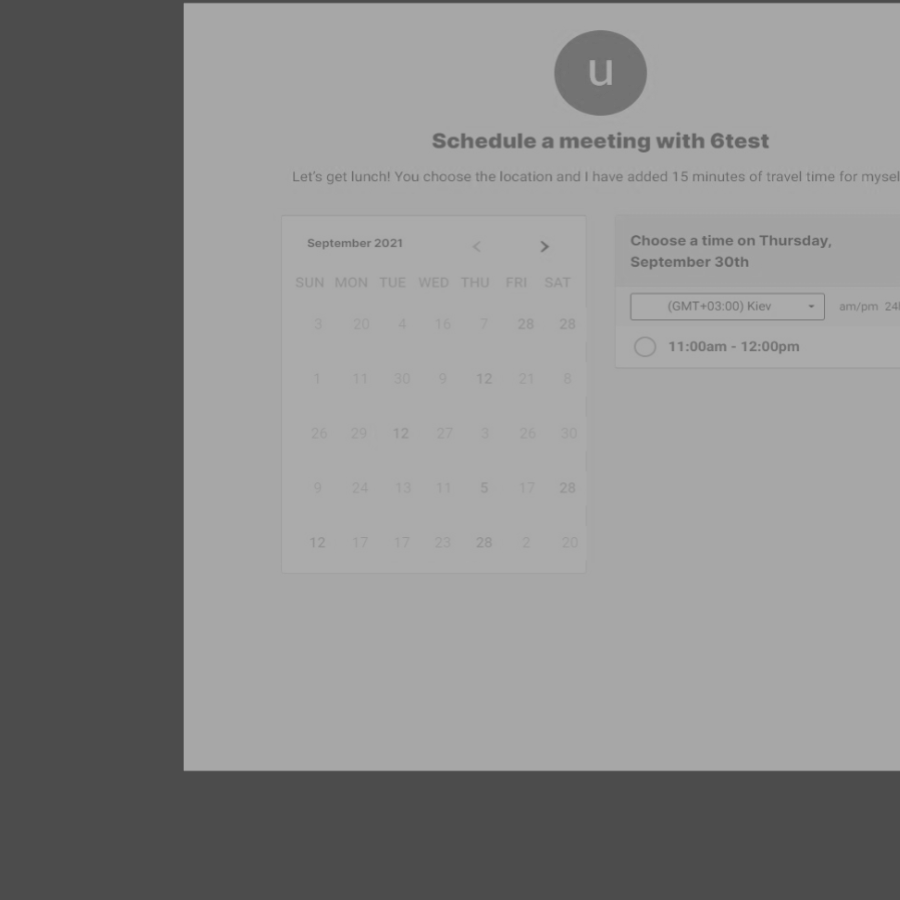 u
Schedule a meeting with 6test
Let's get lunch! You choose the location and I have added 15 minutes of travel time for mysel
September 2021
SUN MON TUE WED THU FRI SAT
3 20 4 16 7 28 28
1 11 30 9 12 21 8
26 29 12 27 3 26 30
9 24 13 11 5 17 28
12 17 17 23 28 2 20
Choose a time on Thursday,
September 30th
(GMT+03:00) Kiev am/pm 24
11:00am - 12:00pm